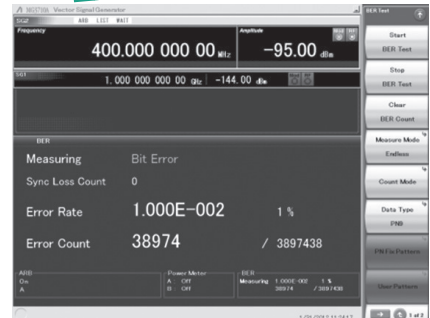 MG3710A Vector Signal Generator
SG2 ARB LIST WAIT
Frequency
400.000 000 00 MHz
Amplitude
-95.00 dBm
SG1 1.000 000 000 00 GHz -144.00 dBm
BER
Measuring Bit Error
Sync Loss Count 0
Error Rate 1.000E-002 1 %
Error Count 38974 / 3897438
ARB
On
A
Power Meter
A Off
B Off
BER
Measuring 1.000E-002 1 %
38974 / 3897438
BER Test
Start
BER Test
Stop
BER Test
Clear
BER Count
Measure Mode
Endless
Count Mode
Data Type
PN9
PN Fix Pattern
User Pattern
1 of 2